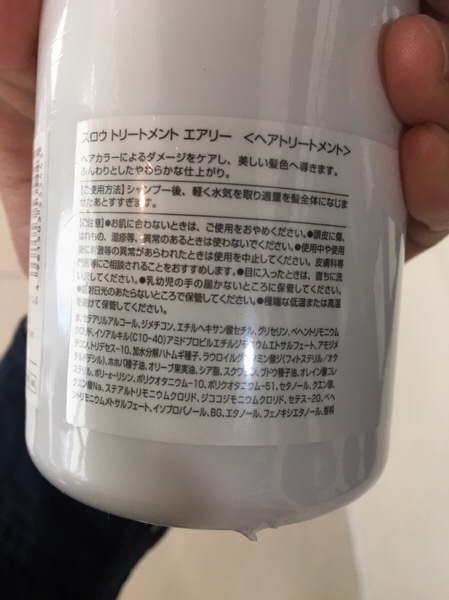 スロウ トリートメント エアリー <ヘアトリートメント>
ヘアカラーによるダメージをケアし、美しい髪色へ導きます。
ふんわりとしたやわらかな仕上がり。
【ご使用方法】シャンプー後、軽く水気を取り適量を髪全体になじま
せたあとすすぎます。
【ご注意】●お肌に合わないときは、ご使用をおやめください。●頭皮に傷、
はれもの、湿疹等、異常のあるときは使わないでください。●使用中や使用
後に刺激等の異常があらわれたときは使用を中止してください。皮膚科専
門医等にご相談されることをおすすめします。●目に入ったときは、直ちに洗
い流してください。●乳幼児の手の届かないところに保管してください。
●直射日光のあたらないところで保管してください。●極端な低温または高温
を避けて保管してください。
水、セテアリルアルコール、ジメチコン、エチルヘキサン酸セチル、グリセリン、ベヘントリモニウム
クロリド、イソアルキル(C10-40)アミドプロピルエチルジモニウムエトサルフェート、アモジメ
チコン、トリデセス-10、加水分解ハトムギ種子、ラウロイルグルタミン酸ジ(フィトステリル/オク
チルドデシル)、ホホバ種子油、オリーブ果実油、シア脂、スクワラン、ブドウ種子油、オレイン酸コレ
ステリル、ポリ-ε-リシン、ポリクオタニウム-10、ポリクオタニウム-51、セタノール、クエン酸、
クエン酸Na、ステアルトリモニウムクロリド、ジココジモニウムクロリド、セテス-20、ベヘ
ントリモニウムメトサルフェート、イソプロパノール、BG、エタノール、フェノキシエタノール、香料